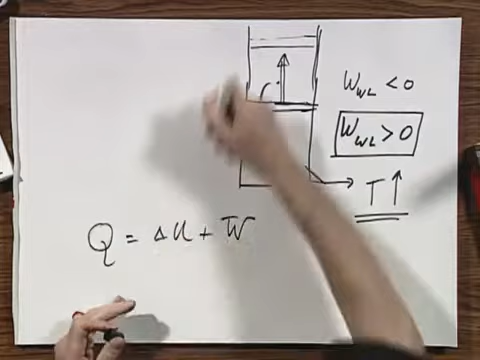 W_WL < 0
W_WL > 0
T↑
Q = ΔU + W